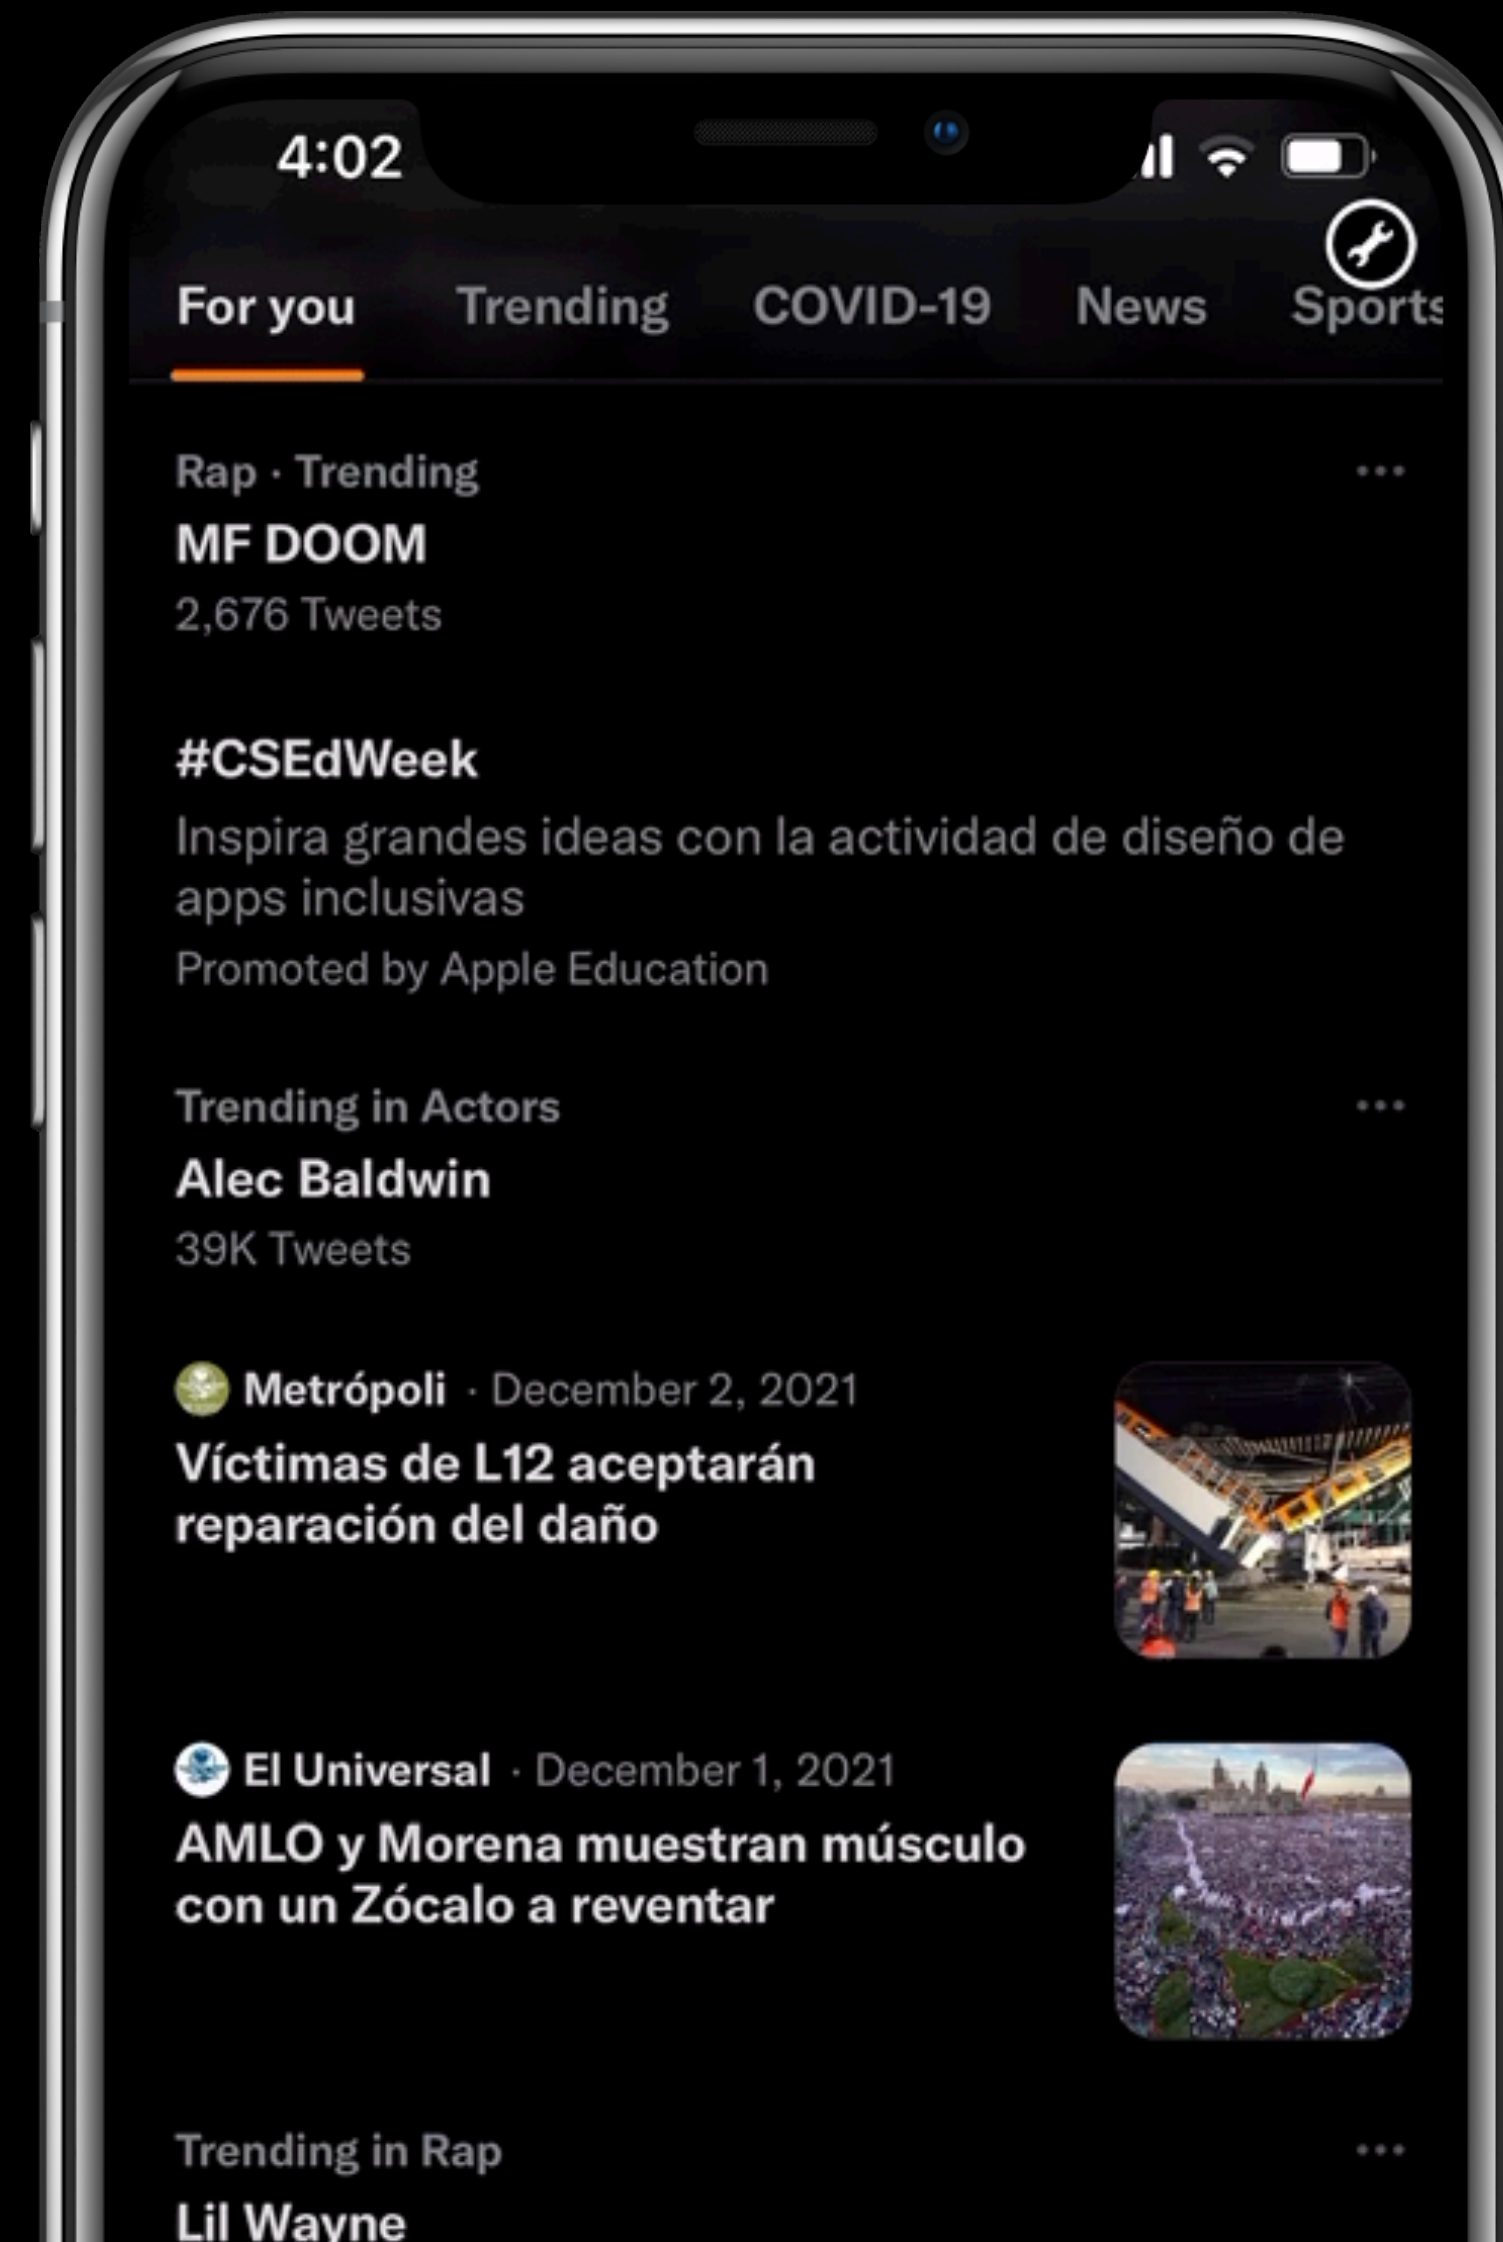 4:02
For you Trending COVID-19 News Sports
Rap · Trending
MF DOOM
2,676 Tweets
#CSEdWeek
Inspira grandes ideas con la actividad de diseño de
apps inclusivas
Promoted by Apple Education
Trending in Actors
Alec Baldwin
39K Tweets
Metrópoli · December 2, 2021
Víctimas de L12 aceptarán
reparación del daño
El Universal · December 1, 2021
AMLO y Morena muestran músculo
con un Zócalo a reventar
Trending in Rap
Lil Wayne